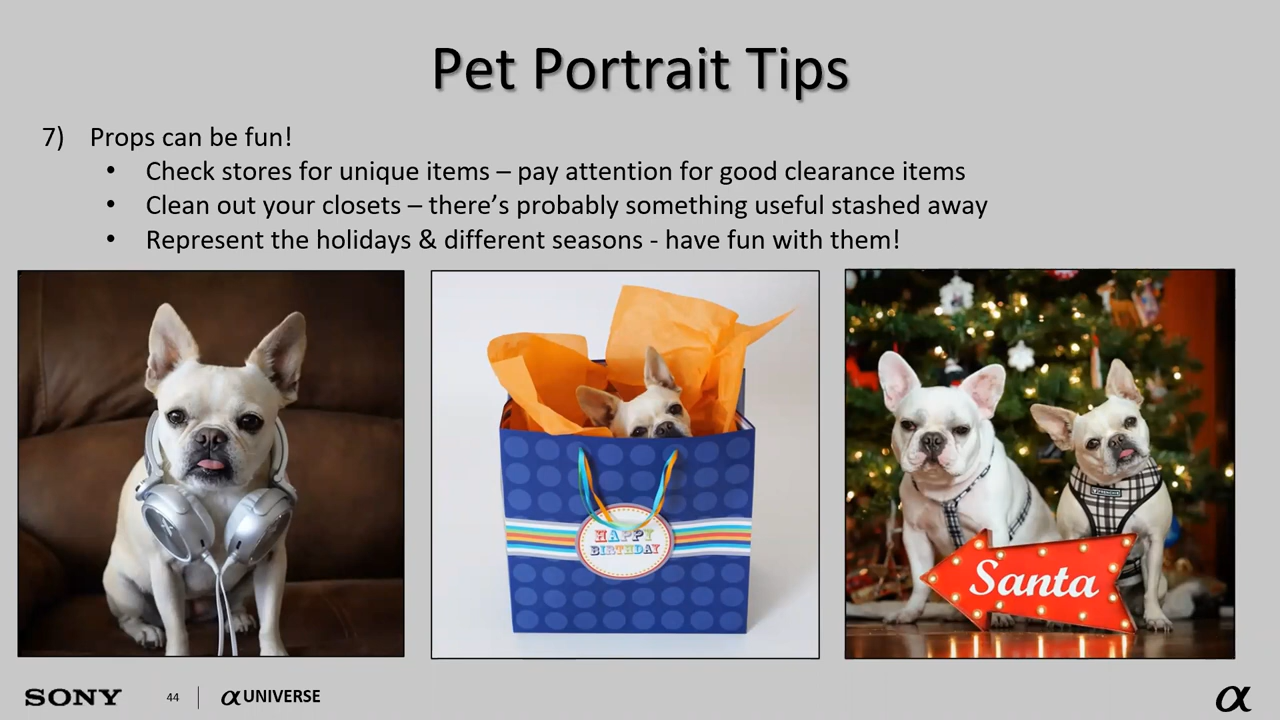 Pet Portrait Tips
7) Props can be fun!
• Check stores for unique items – pay attention for good clearance items
• Clean out your closets – there’s probably something useful stashed away
• Represent the holidays & different seasons - have fun with them!
HAPPY
BIRTHDAY
Santa
SONY 44 α UNIVERSE α